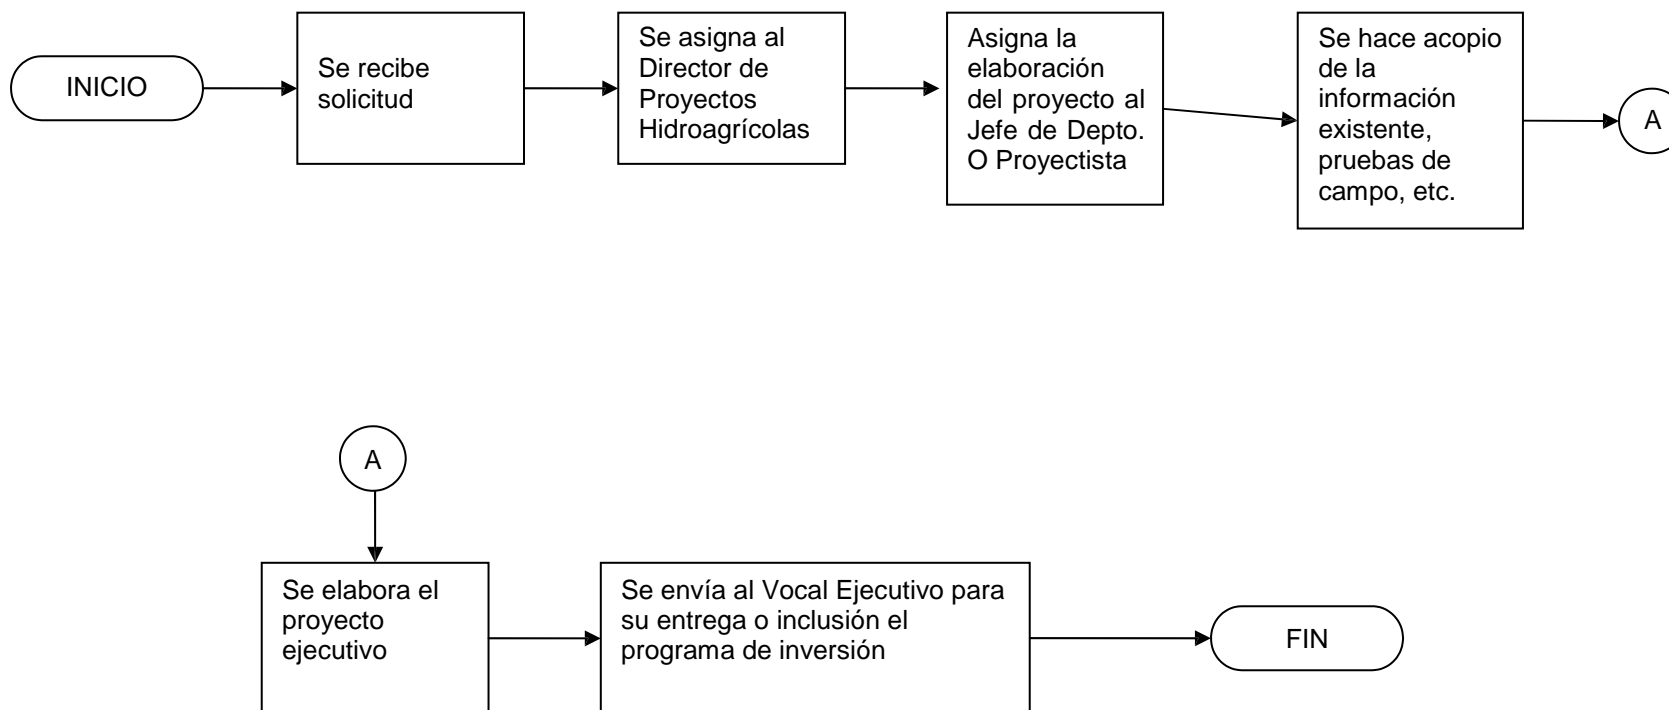 INICIO
Se recibe
solicitud
Se asigna al
Director de
Proyectos
Hidroagrícolas
Asigna la
elaboración
del proyecto al
Jefe de Depto.
O Proyectista
Se hace acopio
de la
información
existente,
pruebas de
campo, etc.
A
A
Se elabora el
proyecto
ejecutivo
Se envía al Vocal Ejecutivo para
su entrega o inclusión el
programa de inversión
FIN